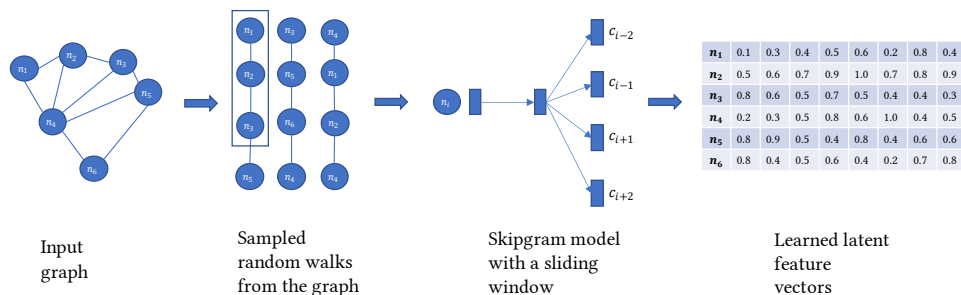 n₁
n₂
n₃
n₅
n₄
n₆
n₁ n₃ n₄
n₂ n₅ n₁
n₃ n₆ n₂
n₅ n₄ n₄
nᵢ
cᵢ₋₂
cᵢ₋₁
cᵢ₊₁
cᵢ₊₂
n₁ 0.1 0.3 0.4 0.5 0.6 0.2 0.8 0.4
n₂ 0.5 0.6 0.7 0.9 1.0 0.7 0.8 0.9
n₃ 0.8 0.6 0.5 0.7 0.5 0.4 0.4 0.3
n₄ 0.2 0.3 0.5 0.8 0.6 1.0 0.4 0.5
n₅ 0.8 0.9 0.5 0.4 0.8 0.4 0.6 0.6
n₆ 0.8 0.4 0.5 0.6 0.4 0.2 0.7 0.8
Input
graph
Sampled
random walks
from the graph
Skipgram model
with a sliding
window
Learned latent
feature
vectors